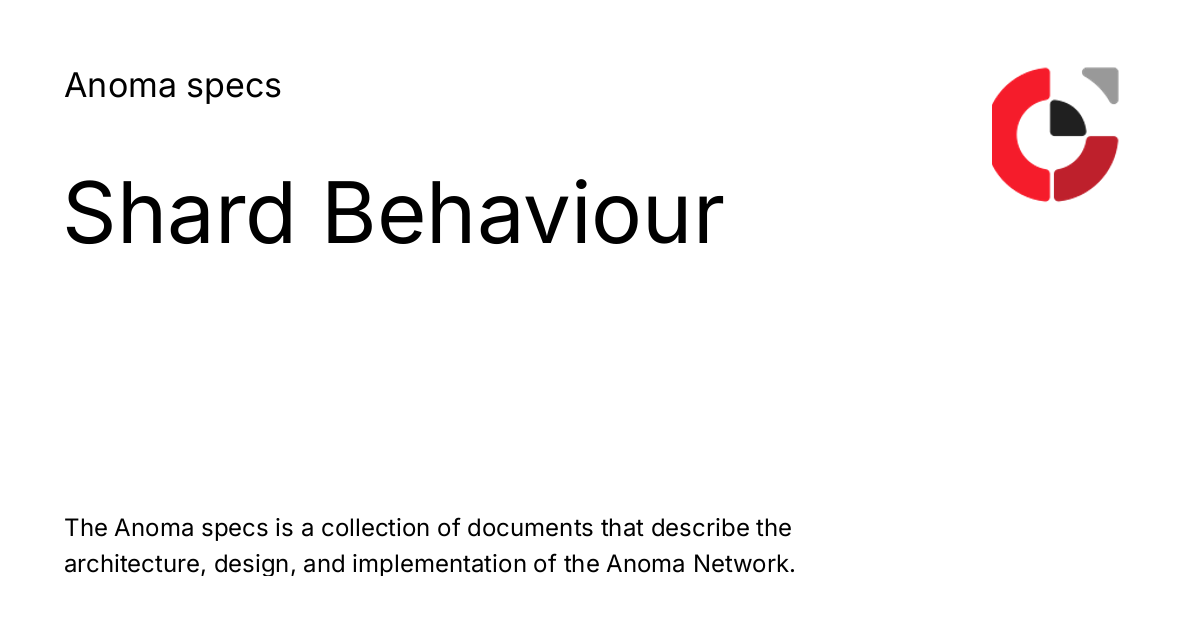 Anoma specs
Shard Behaviour
The Anoma specs is a collection of documents that describe the
architecture, design, and implementation of the Anoma Network.